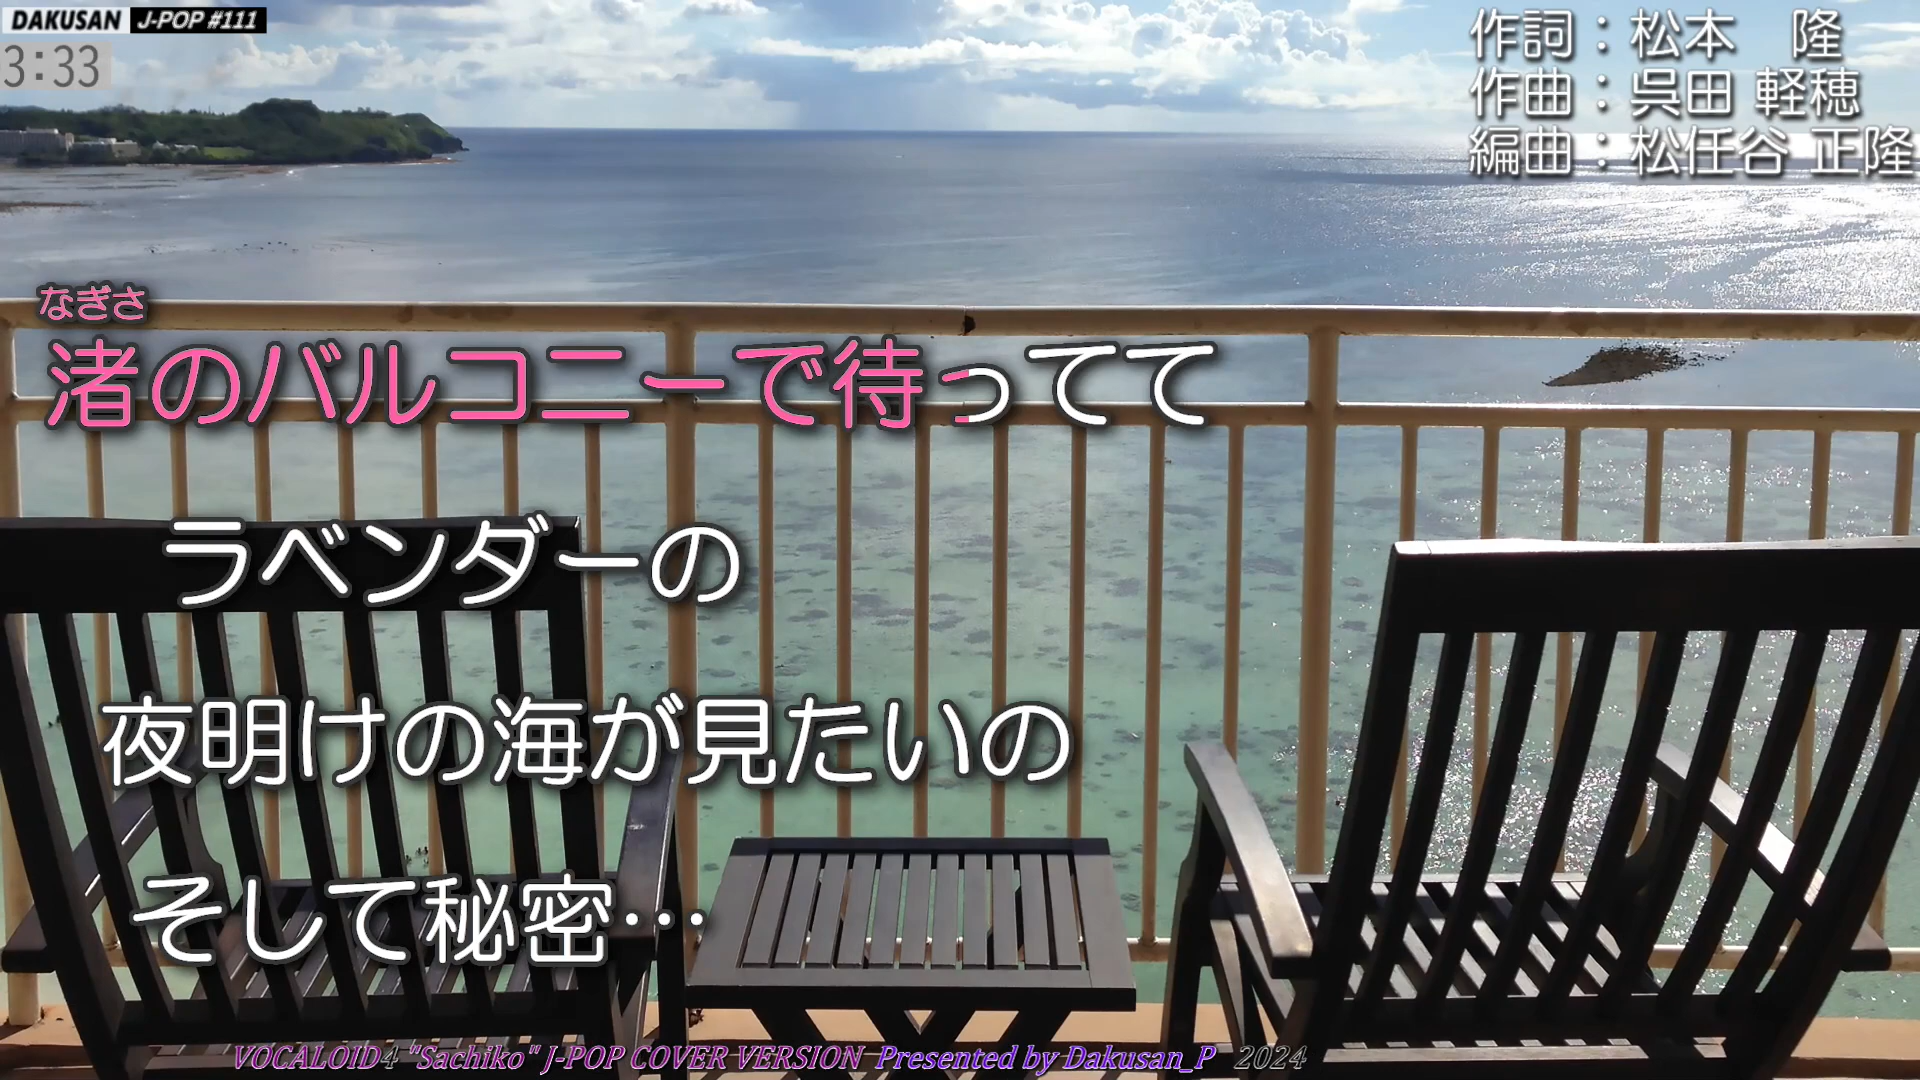 DAKUSAN J-POP #111
3:33
作詞：松本　隆
作曲：呉田 軽穂
編曲：松任谷 正隆
なぎさ
渚のバルコニーで待ってて
ラベンダーの
夜明けの海が見たいの
そして秘密…
VOCALOID4 "Sachiko" J-POP COVER VERSION Presented by Dakusan_P 2024